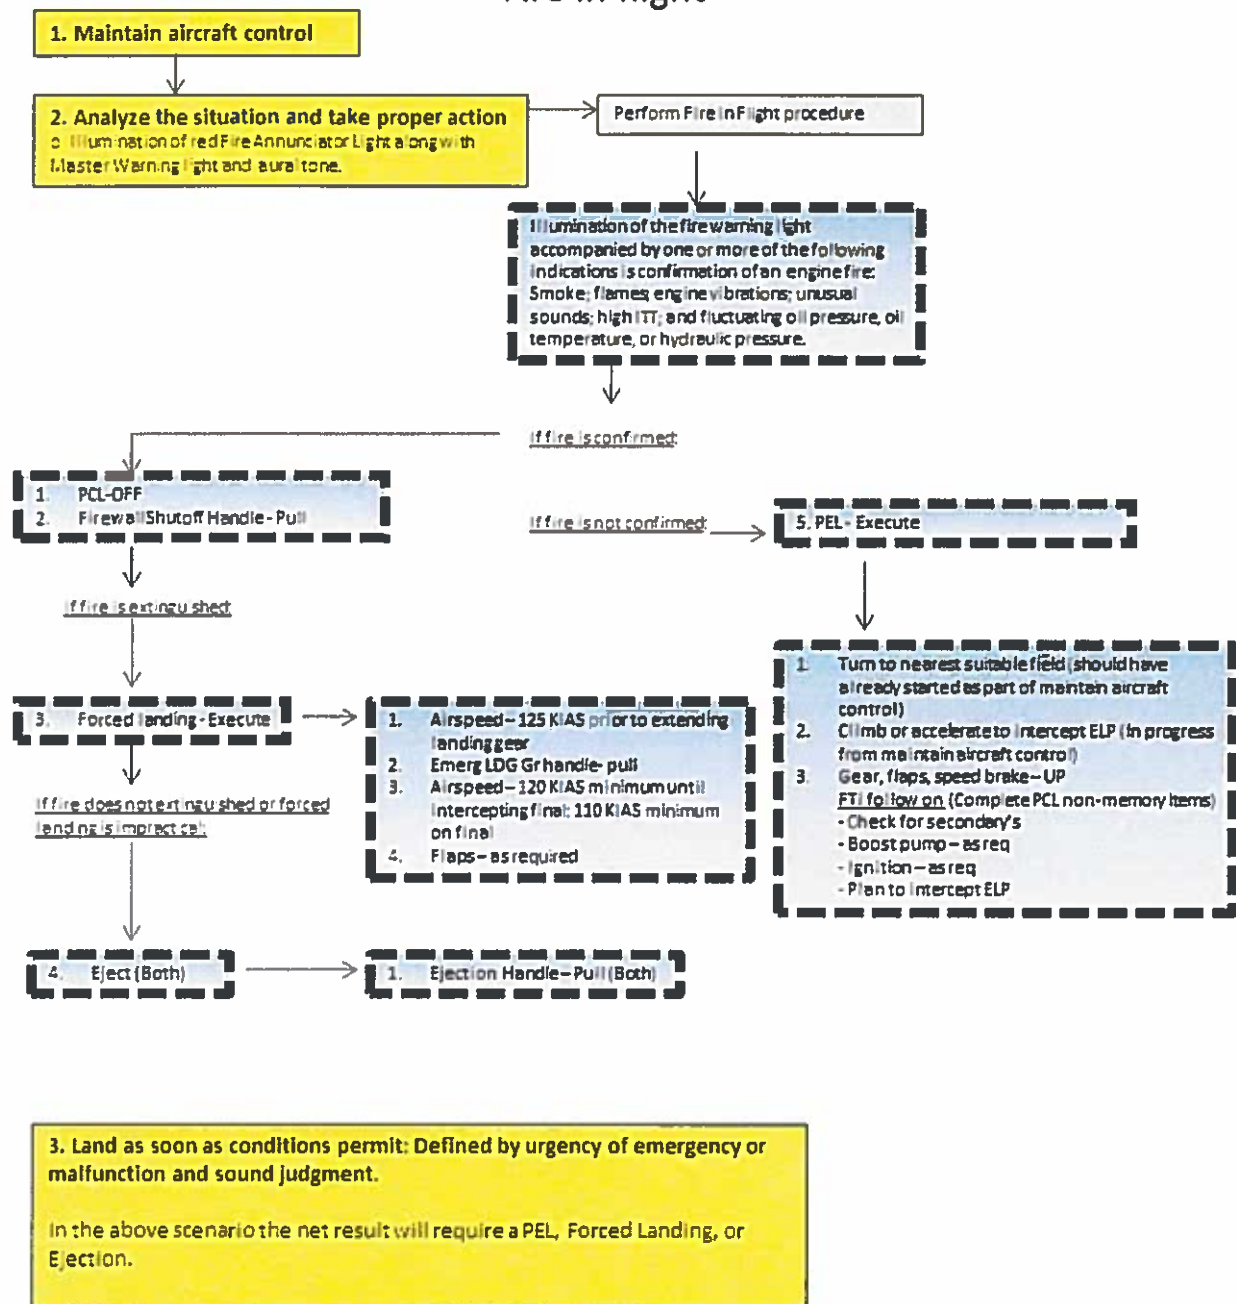 Fire in Flight
1. Maintain aircraft control
2. Analyze the situation and take proper action
o Illumination of red Fire Annunciator Light along with
Master Warning light and aural tone.
Perform Fire In Flight procedure
Illumination of the fire warning light
accompanied by one or more of the following
indications is confirmation of an engine fire:
Smoke; flames; engine vibrations; unusual
sounds; high ITT; and fluctuating oil pressure, oil
temperature, or hydraulic pressure.
If fire is confirmed:
1. PCL-OFF
2. Firewall Shutoff Handle - Pull
If fire is not confirmed:
5. PEL - Execute
If fire is extinguished:
3. Forced landing - Execute
1. Airspeed – 125 KIAS prior to extending
landing gear
2. Emerg LDG Gr handle- pull
3. Airspeed – 120 KIAS minimum until
intercepting final: 110 KIAS minimum
on final
4. Flaps – as required
1. Turn to nearest suitable field (should have
already started as part of maintain aircraft
control)
2. Climb or accelerate to intercept ELP (in progress
from maintain aircraft control)
3. Gear, flaps, speed brake – UP
FTI follow on (Complete PCL non-memory items)
- Check for secondary's
- Boost pump – as req
- Ignition – as req
- Plan to intercept ELP
If fire does not extinguished or forced
landing is impractical:
4. Eject (Both)
1. Ejection Handle – Pull (Both)
3. Land as soon as conditions permit: Defined by urgency of emergency or
malfunction and sound judgment.
In the above scenario the net result will require a PEL, Forced Landing, or
Ejection.